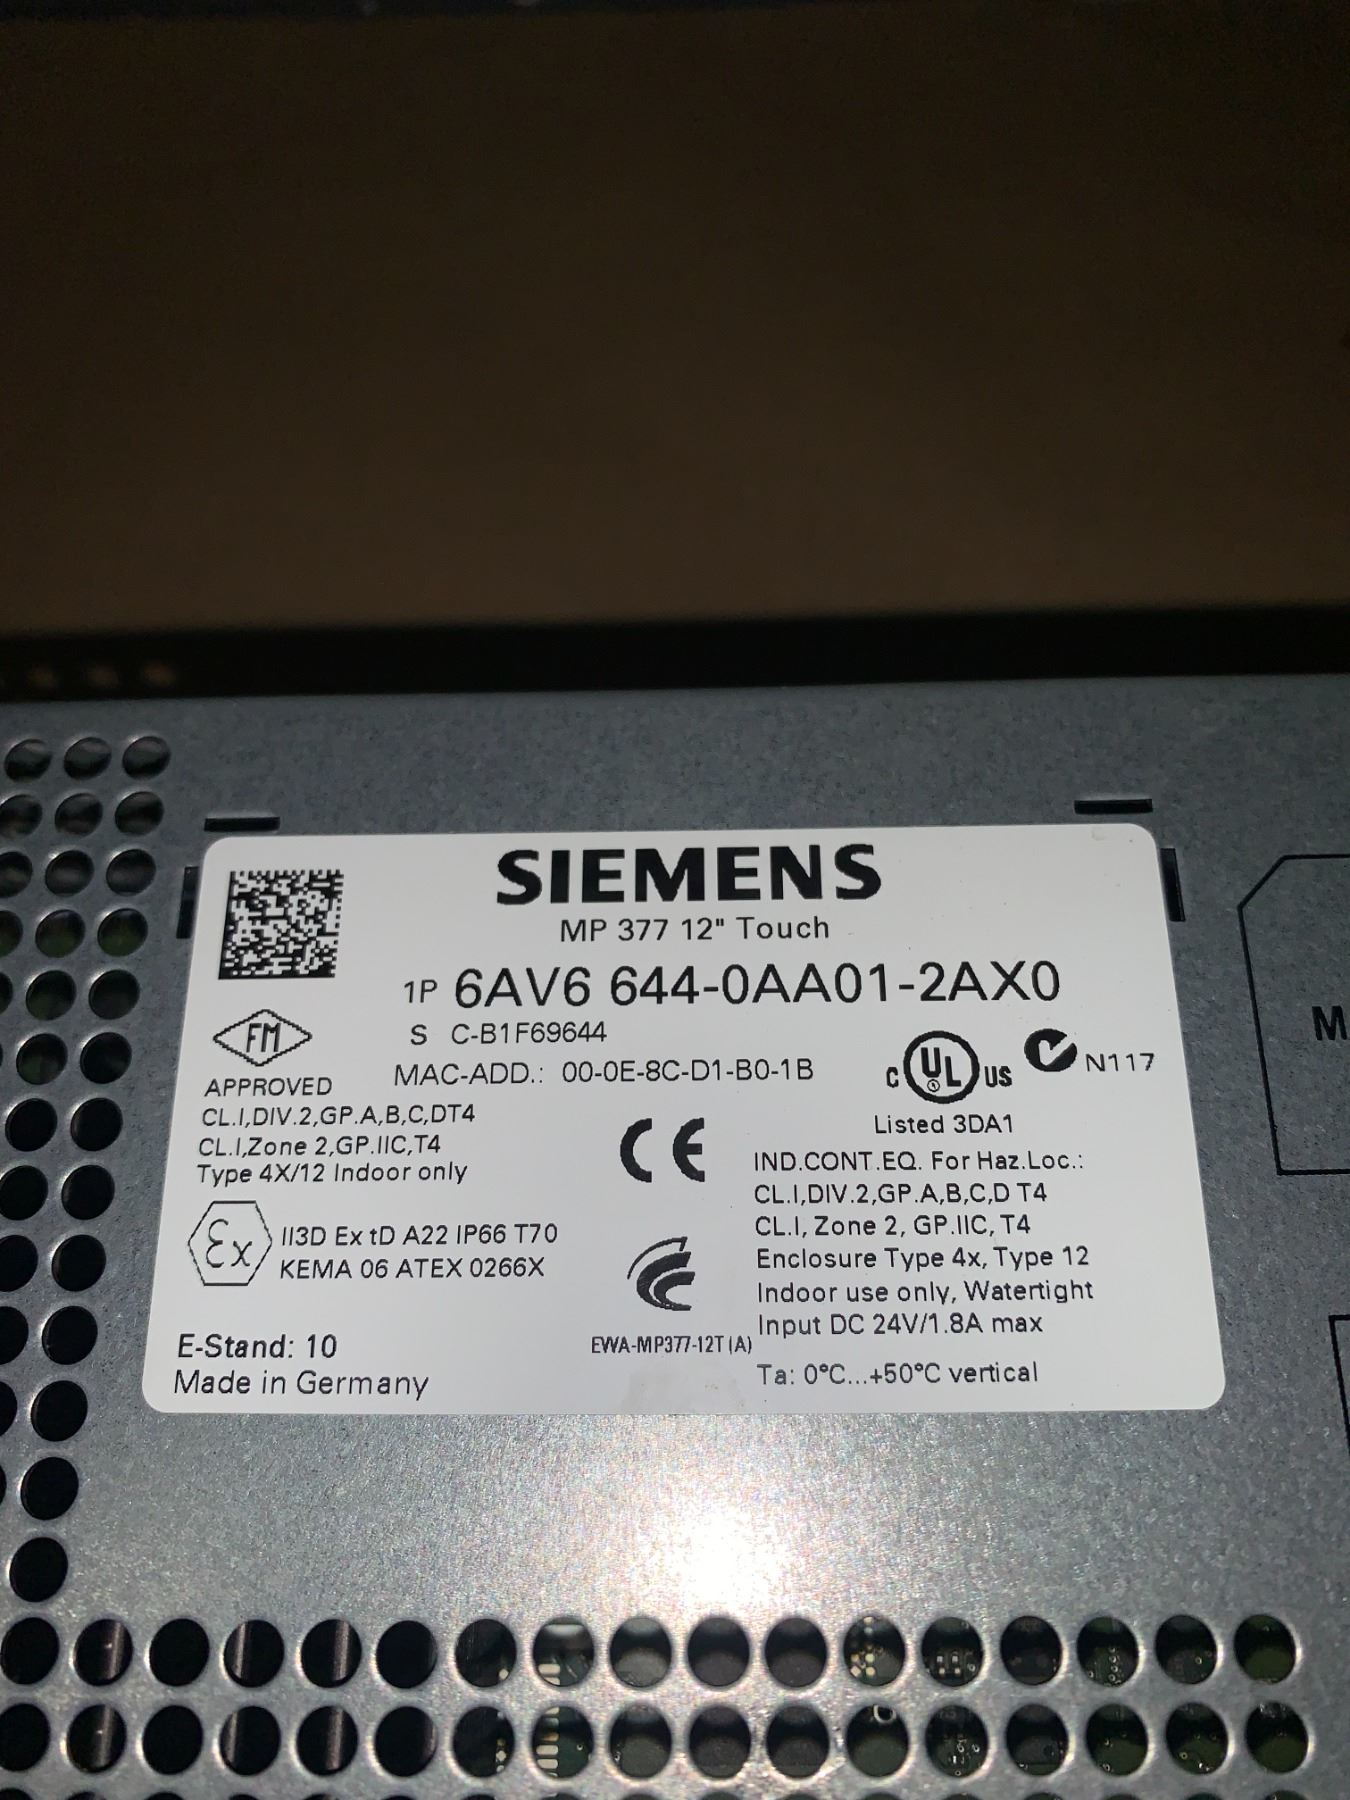 SIEMENS
MP 377 12" Touch
1P 6AV6 644-0AA01-2AX0
S C-B1F69644
MAC-ADD.: 00-0E-8C-D1-B0-1B
FM
APPROVED
CL.I,DIV.2,GP.A,B,C,DT4
CL.I,Zone 2,GP.IIC,T4
Type 4X/12 Indoor only
C UL US
N117
Listed 3DA1
CE
IND.CONT.EQ. For Haz.Loc.:
CL.I,DIV.2,GP.A,B,C,D T4
CL.I, Zone 2, GP.IIC, T4
Enclosure Type 4x, Type 12
Indoor use only, Watertight
Input DC 24V/1.8A max
Ta: 0°C...+50°C vertical
Ex
II3D Ex tD A22 IP66 T70
KEMA 06 ATEX 0266X
EWA-MP377-12T(A)
E-Stand: 10
Made in Germany
M